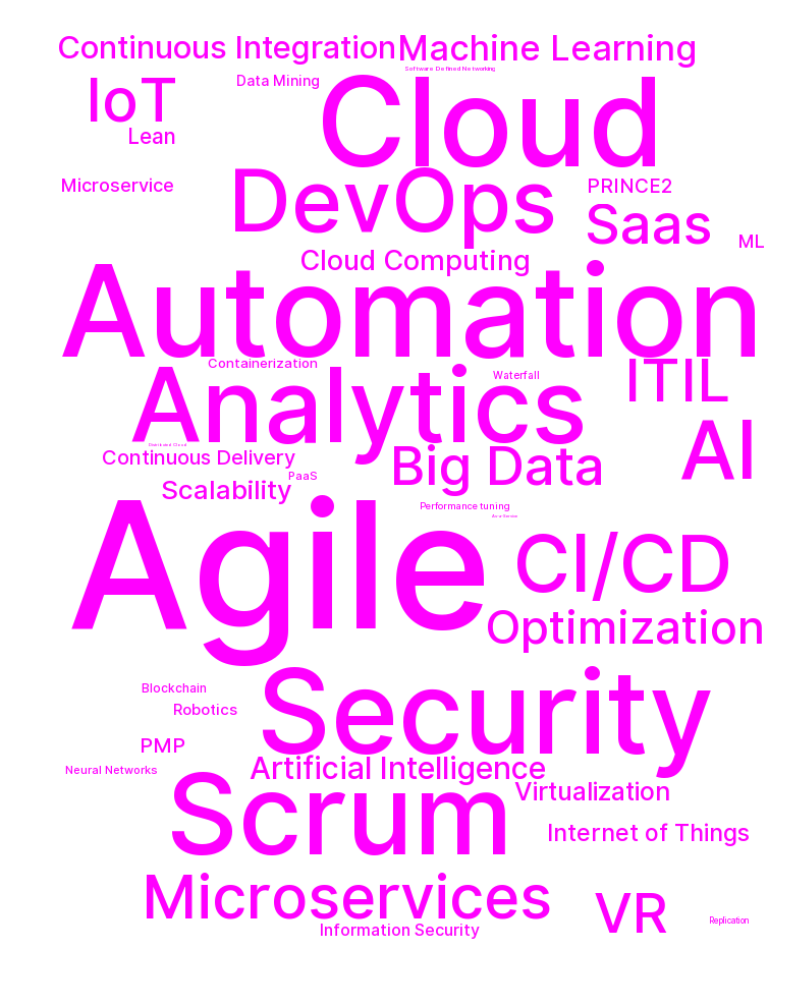 Continuous Integration
Machine Learning
Software Defined Networking
IoT
Data Mining
Cloud
Lean
DevOps
Microservice
PRINCE2
Saas
ML
Cloud Computing
Automation
Containerization
Analytics
Waterfall
ITIL
AI
Continuous Delivery
Big Data
PaaS
Scalability
Performance tuning
Agile
CI/CD
Optimization
Security
Blockchain
Robotics
PMP
Neural Networks
Artificial Intelligence
Scrum
Virtualization
Internet of Things
Microservices
VR
Replication
Information Security